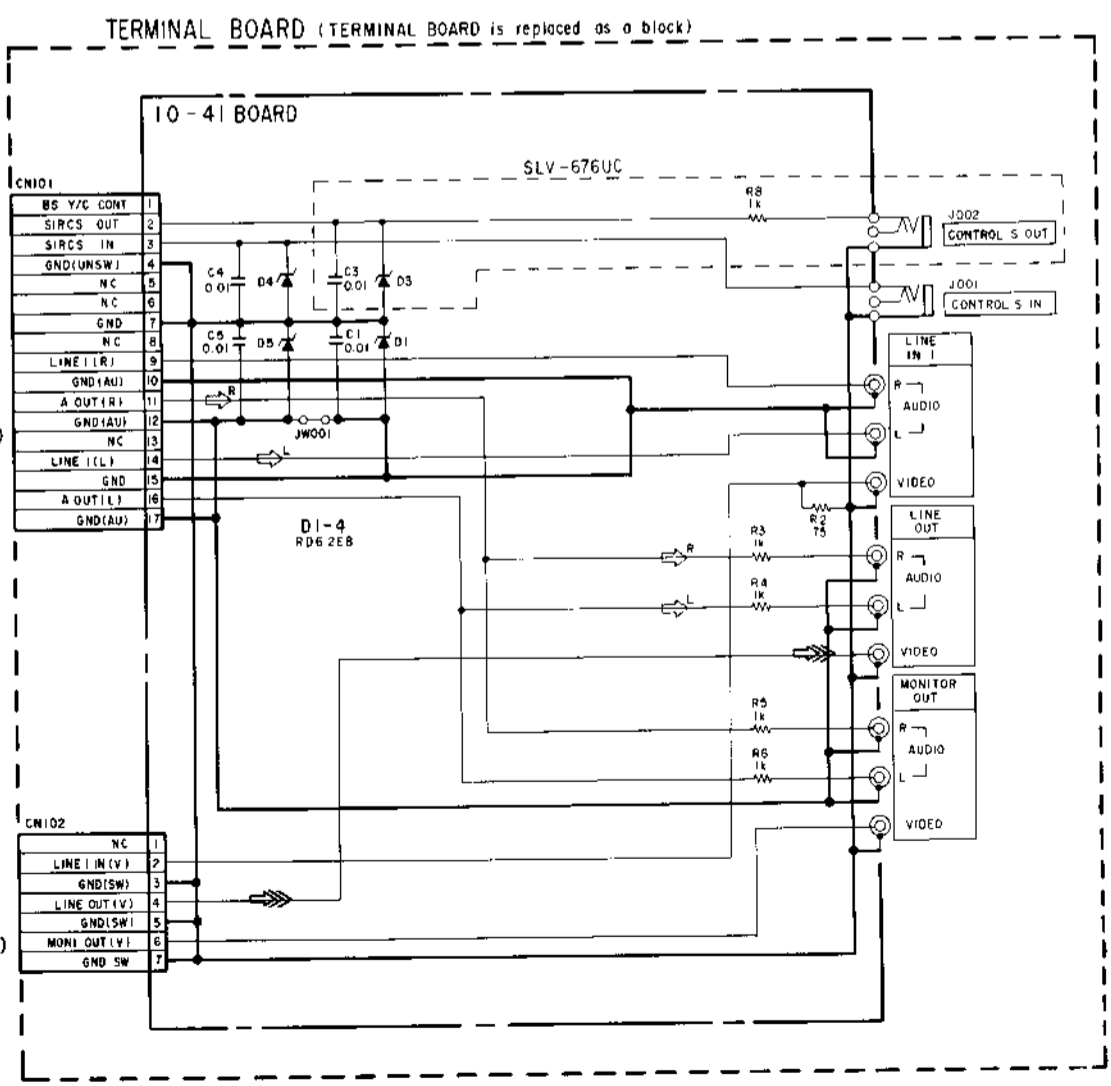 TERMINAL BOARD (TERMINAL BOARD is replaced as a block)
IO-41 BOARD
SLV-676UC
CN101
BS Y/C CONT 1
SIRCS OUT 2
SIRCS IN 3
GND(UNSW) 4
NC 5
NC 6
GND 7
NC 8
LINE 1(R) 9
GND(AU) 10
A OUT(R) 11
GND(AU) 12
NC 13
LINE 1(L) 14
GND 15
A OUT(L) 16
GND(AU) 17
C4
0.01
D4
C3
0.01
D3
C5
0.01
D5
C1
0.01
D1
R
JW001
L
D1-4
RD6.2EB
R8
1k
J002
CONTROL S OUT
J001
CONTROL S IN
LINE
IN 1
R
AUDIO
L
VIDEO
R2
75
LINE
OUT
R
R3
1k
R
AUDIO
L
R4
1k
L
VIDEO
MONITOR
OUT
R5
1k
R
AUDIO
R6
1k
L
VIDEO
CN102
NC 1
LINE 1 IN(V) 2
GND(SW) 3
LINE OUT(V) 4
GND(SW) 5
MONI OUT(V) 6
GND SW 7
)
)